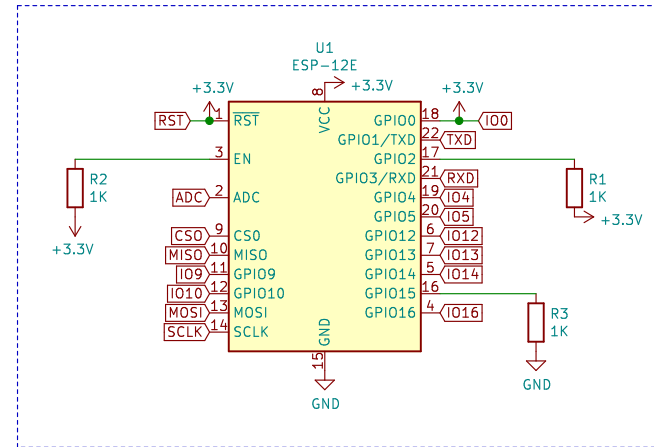 U1
ESP-12E
+3.3V
8
+3.3V
+3.3V
RST
1
RST
VCC
GPIO0
18
IO0
GPIO1/TXD
22
TXD
3
EN
GPIO2
17
R2
1K
GPIO3/RXD
21
RXD
R1
1K
ADC
2
ADC
GPIO4
19
IO4
GPIO5
20
IO5
+3.3V
+3.3V
CSO
9
CS0
GPIO12
6
IO12
MISO
10
MISO
GPIO13
7
IO13
IO9
11
GPIO9
GPIO14
5
IO14
IO10
12
GPIO10
GPIO15
16
MOSI
13
MOSI
GPIO16
4
IO16
R3
1K
SCLK
14
SCLK
GND
15
GND
GND